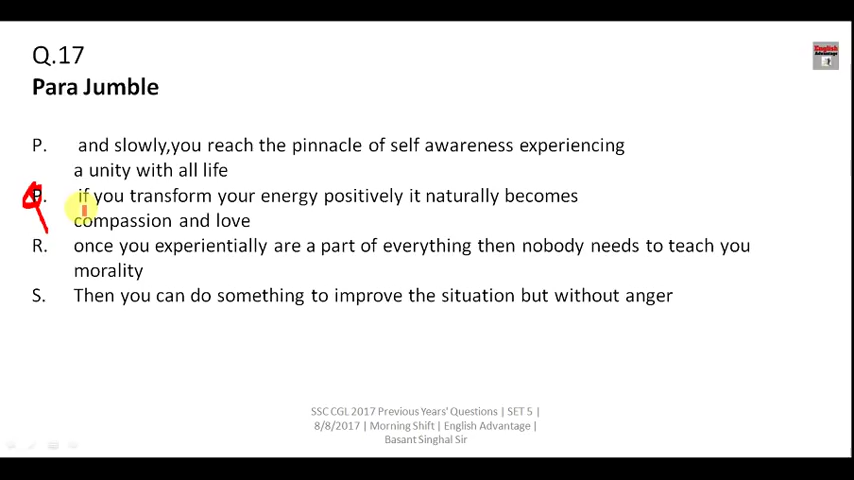 Q.17
English
Advantage
Para Jumble
P. and slowly,you reach the pinnacle of self awareness experiencing
a unity with all life
q. if you transform your energy positively it naturally becomes
compassion and love
R. once you experientially are a part of everything then nobody needs to teach you
morality
S. Then you can do something to improve the situation but without anger
SSC CGL 2017 Previous Years' Questions | SET 5 |
8/8/2017 | Morning Shift | English Advantage |
Basant Singhal Sir